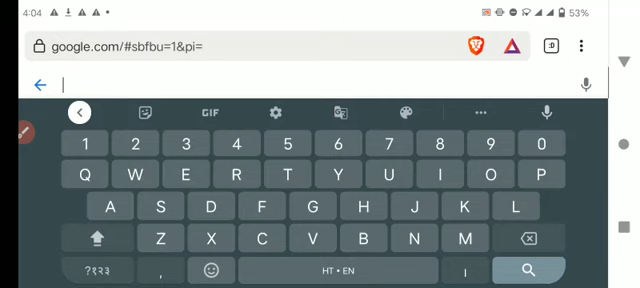 4:04 53%
google.com/#sbfbu=1&pi= :D
GIF
1 2 3 4 5 6 7 8 9 0
Q W E R T Y U I O P
A S D F G H J K L
Z X C V B N M
?१२३ , HT • EN ।